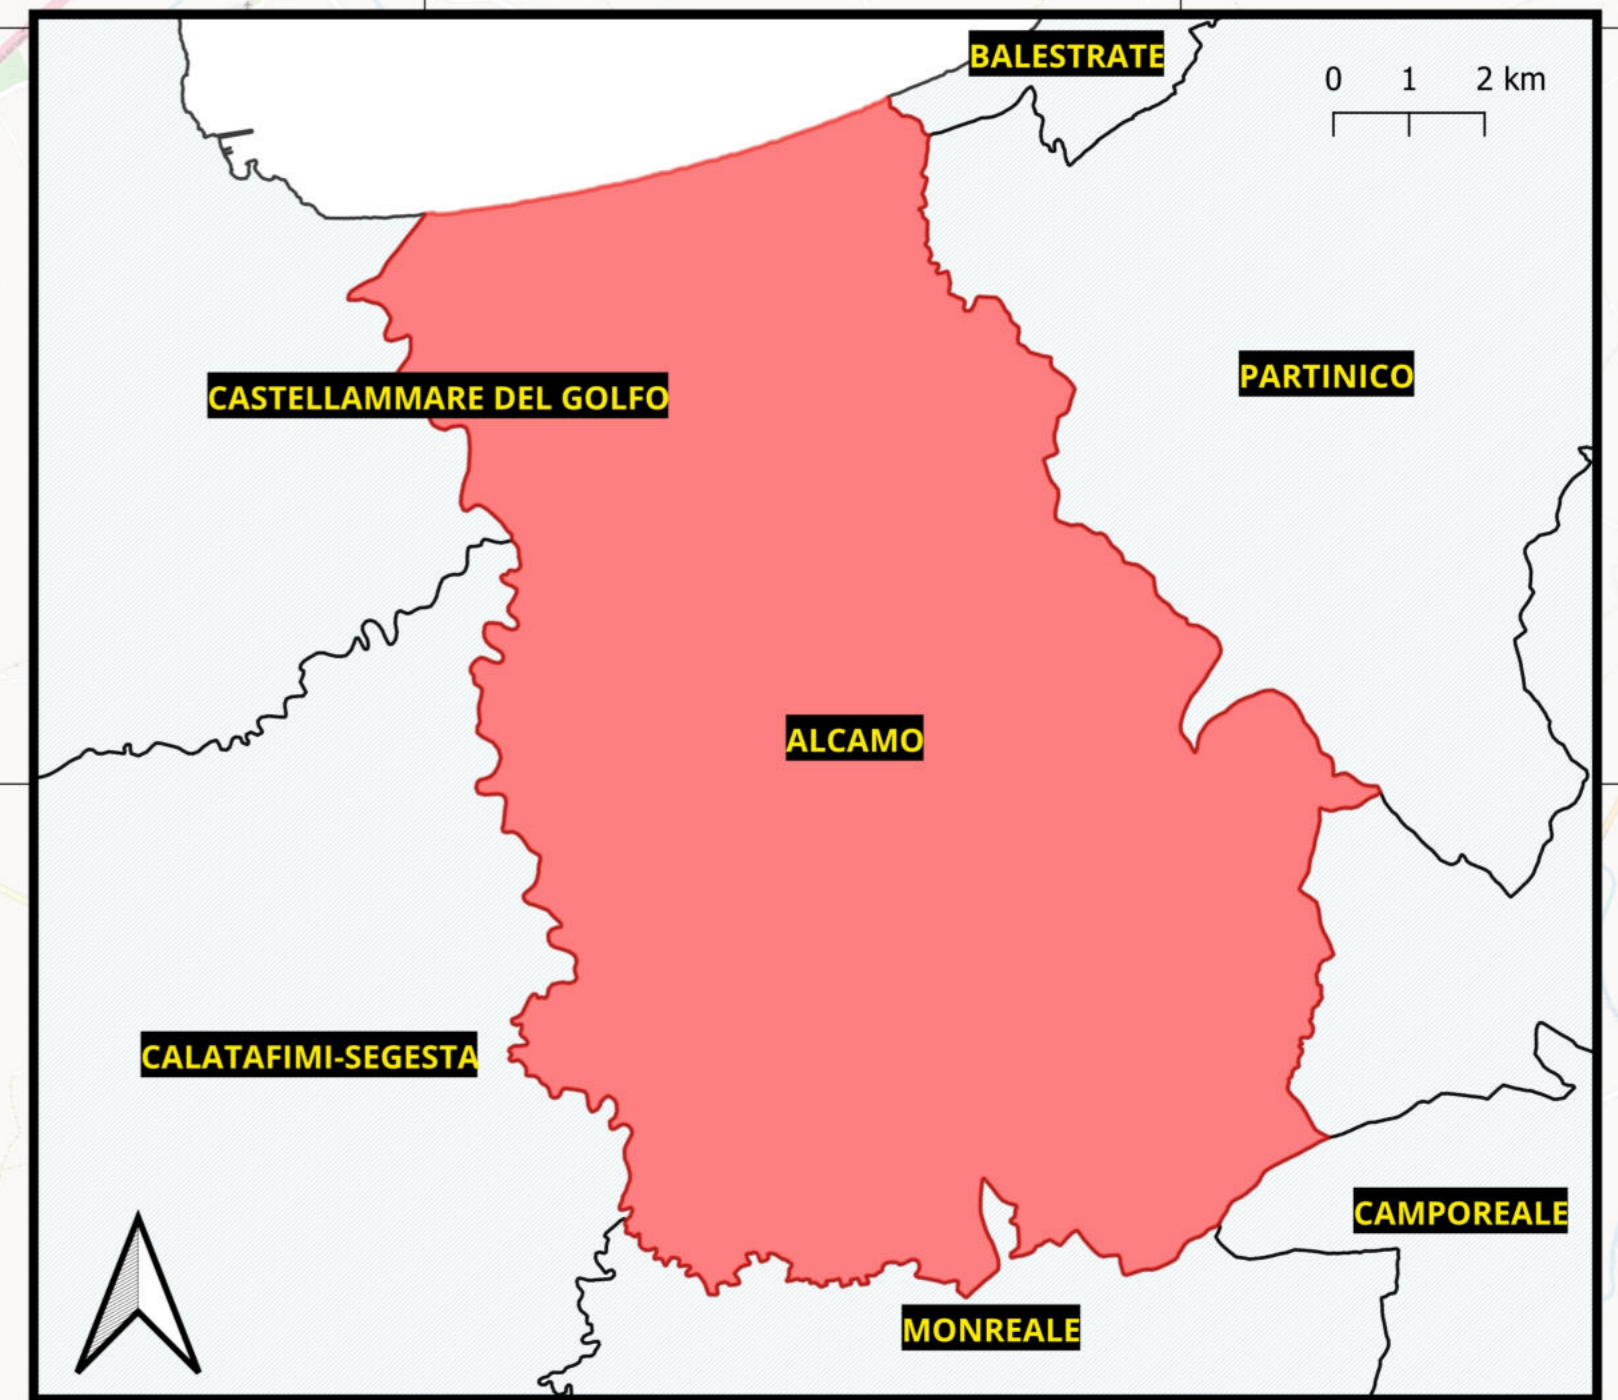 BALESTRATE
0 1 2 km
PARTINICO
CASTELLAMMARE DEL GOLFO
ALCAMO
CALATAFIMI-SEGESTA
CAMPOREALE
MONREALE